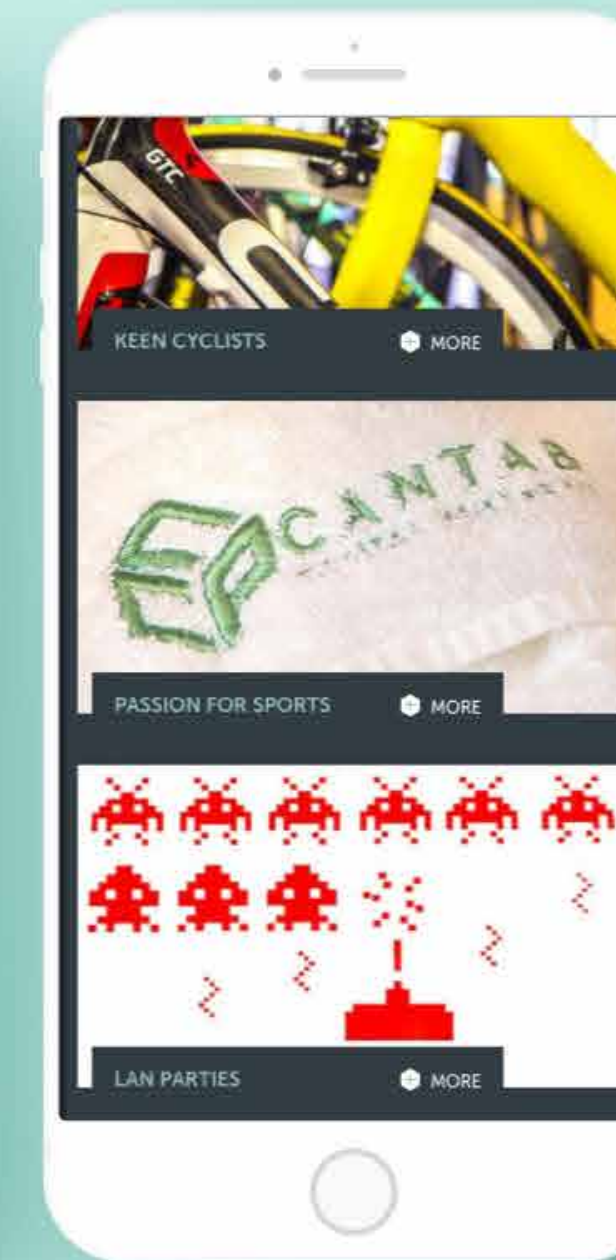 GTC
KEEN CYCLISTS
MORE
CANTAB
PASSION FOR SPORTS
MORE
LAN PARTIES
MORE